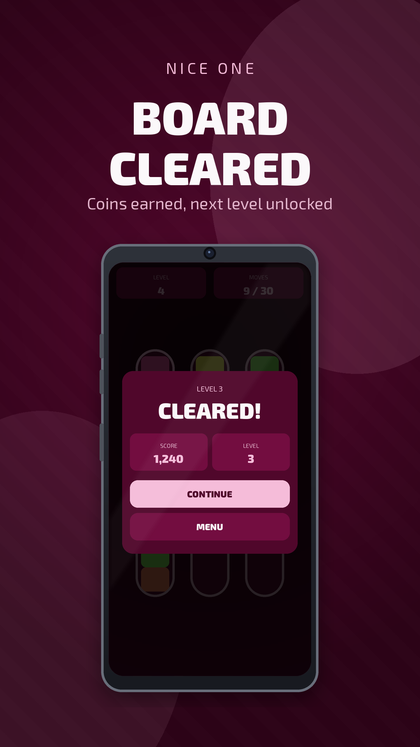 NICE ONE
BOARD
CLEARED
Coins earned, next level unlocked
LEVEL
MOVES
4
9 / 30
LEVEL 3
CLEARED!
SCORE
LEVEL
1,240
3
CONTINUE
MENU